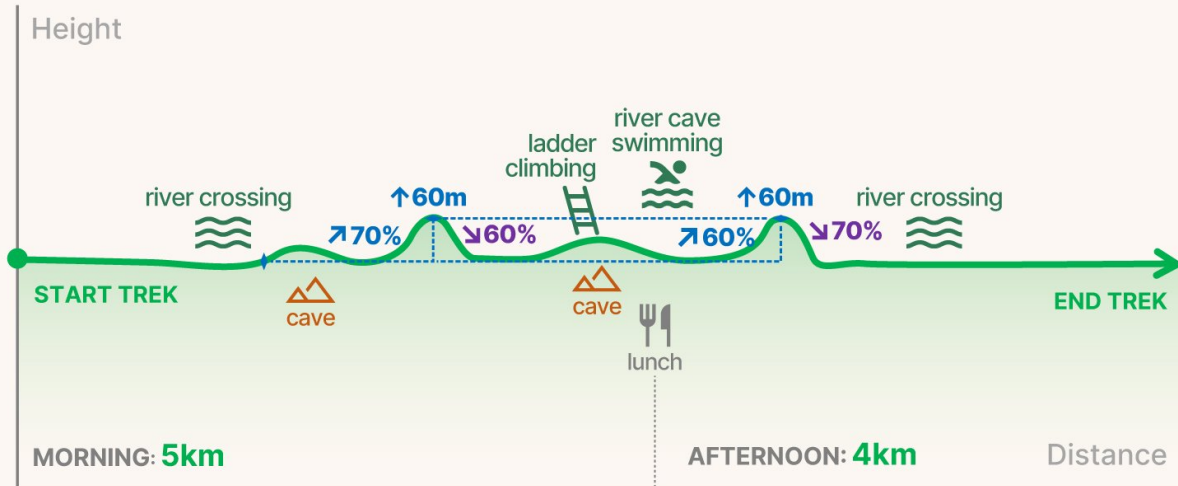 Height
river cave
swimming
ladder
climbing
river crossing
↑60m
↑60m
river crossing
↗70%
↘60%
↗60%
↘70%
START TREK
cave
cave
END TREK
lunch
MORNING: 5km
AFTERNOON: 4km
Distance